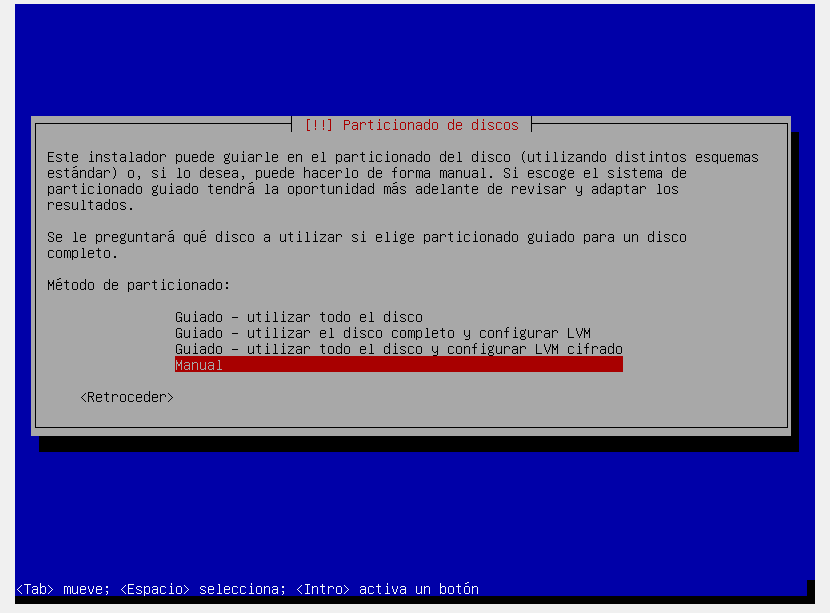 [!!] Particionado de discos
Este instalador puede guiarle en el particionado del disco (utilizando distintos esquemas
estándar) o, si lo desea, puede hacerlo de forma manual. Si escoge el sistema de
particionado guiado tendrá la oportunidad más adelante de revisar y adaptar los
resultados.
Se le preguntará qué disco a utilizar si elige particionado guiado para un disco
completo.
Método de particionado:
Guiado - utilizar todo el disco
Guiado - utilizar el disco completo y configurar LVM
Guiado - utilizar todo el disco y configurar LVM cifrado
Manual
<Retroceder>
<Tab> mueve; <Espacio> selecciona; <Intro> activa un botón